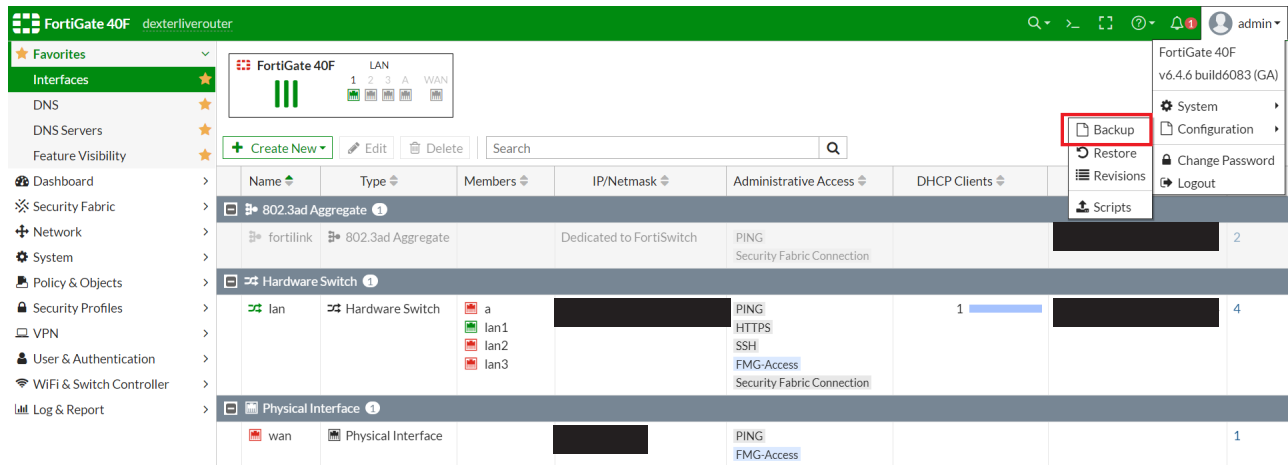 FortiGate 40F dexterliverouter admin
1
Favorites
Interfaces
DNS
DNS Servers
Feature Visibility
Dashboard
Security Fabric
Network
System
Policy & Objects
Security Profiles
VPN
User & Authentication
WiFi & Switch Controller
Log & Report
FortiGate 40F
LAN
1 2 3 A WAN
FortiGate 40F
v6.4.6 build6083 (GA)
System
Configuration
Change Password
Logout
Backup
Restore
Revisions
Scripts
+ Create New Edit Delete Search
Name Type Members IP/Netmask Administrative Access DHCP Clients
802.3ad Aggregate 1
fortilink 802.3ad Aggregate Dedicated to FortiSwitch PING 2
Security Fabric Connection
Hardware Switch 1
lan Hardware Switch a PING 1 4
lan1 HTTPS
lan2 SSH
lan3 FMG-Access
Security Fabric Connection
Physical Interface 1
wan Physical Interface PING 1
FMG-Access